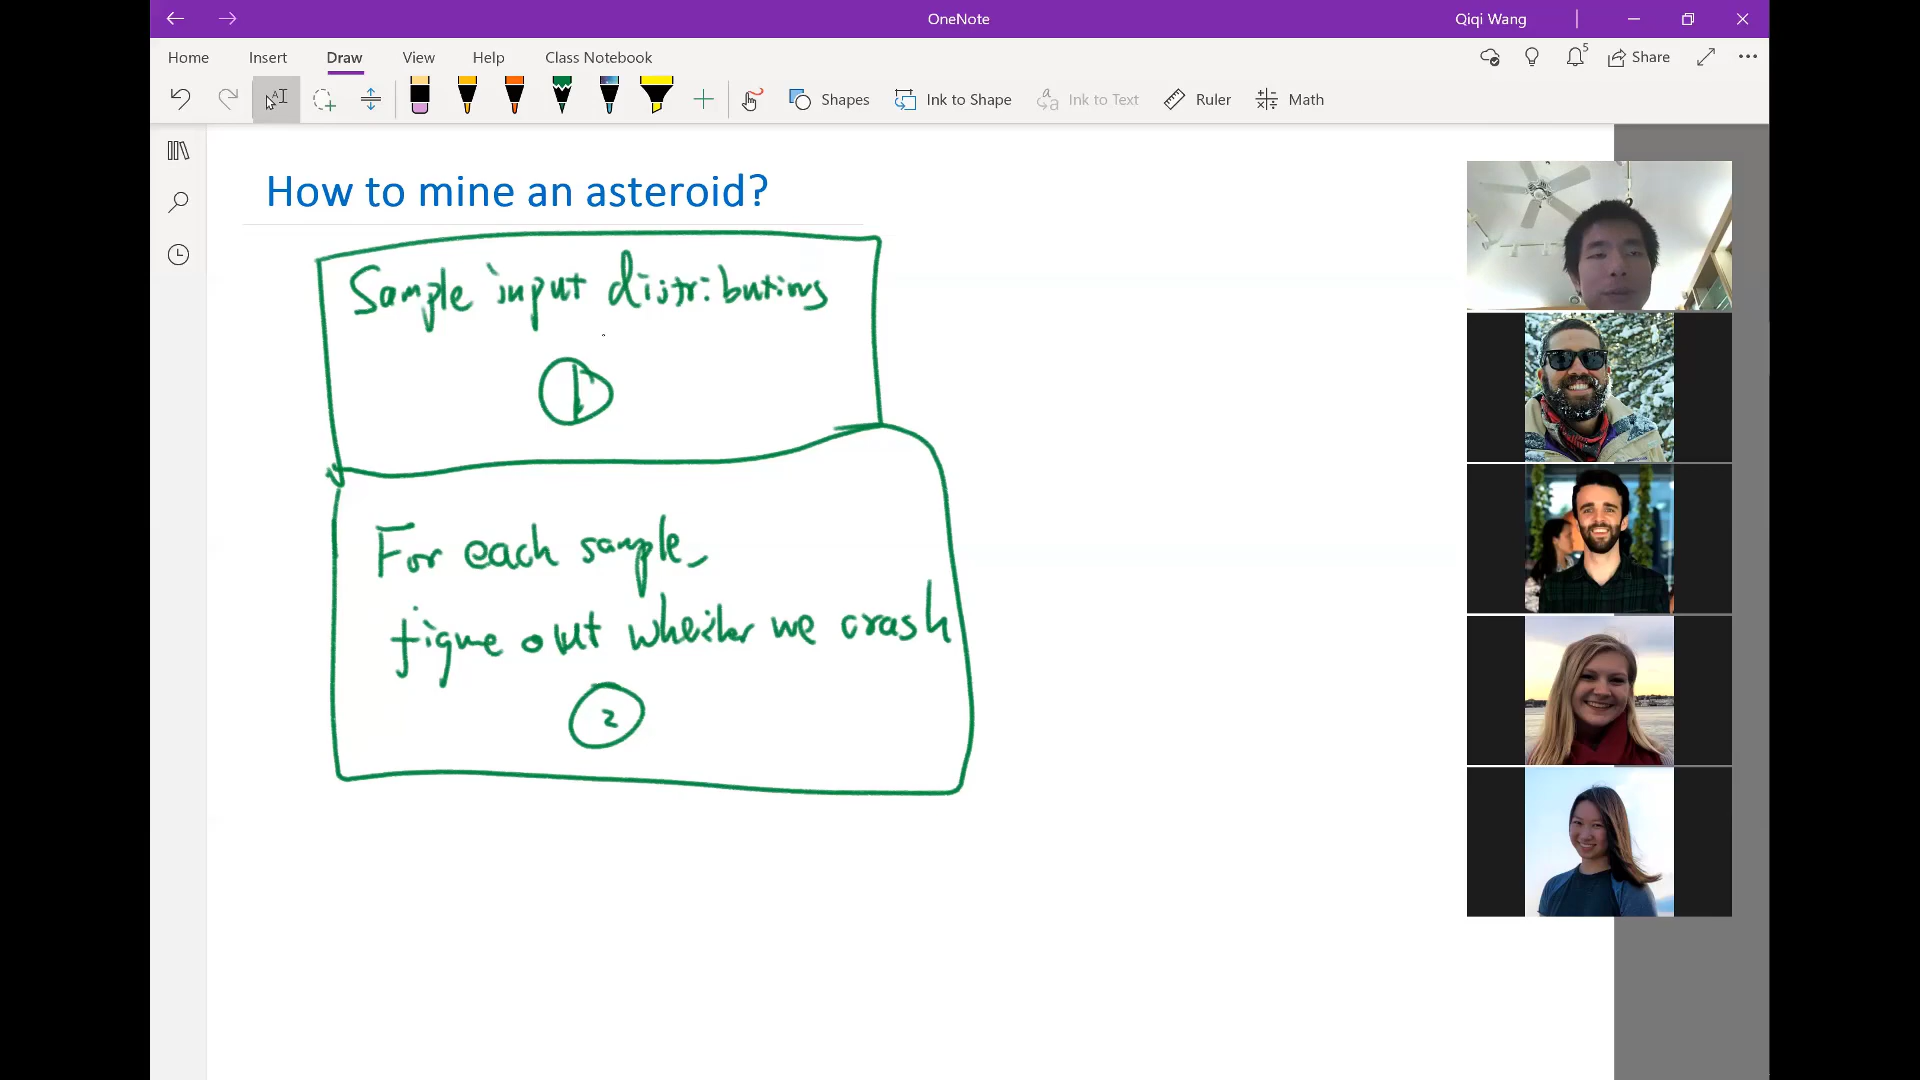 OneNote
Qiqi Wang
Home Insert Draw View Help Class Notebook
5 Share
Shapes Ink to Shape Ink to Text Ruler Math
How to mine an asteroid?
Sample input distributions
1
For each sample,
figure out whether we crash
2